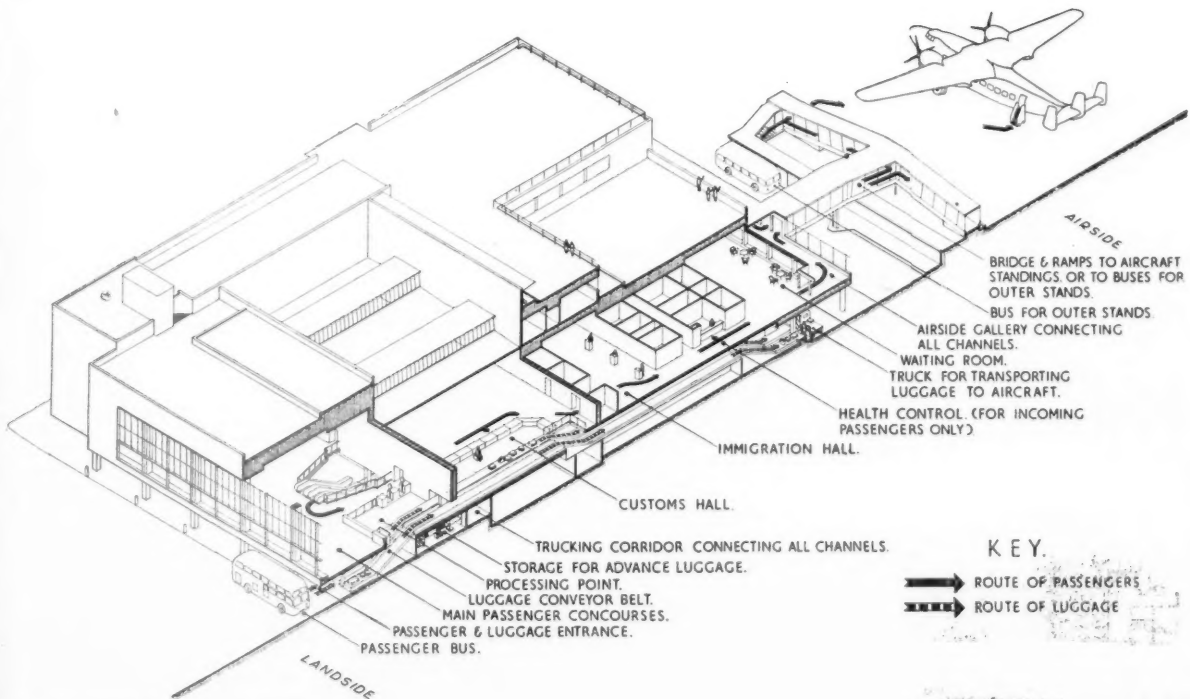 AIRSIDE
BRIDGE & RAMPS TO AIRCRAFT
STANDINGS. OR TO BUSES FOR
OUTER STANDS.
BUS FOR OUTER STANDS.
AIRSIDE GALLERY CONNECTING
ALL CHANNELS.
WAITING ROOM.
TRUCK FOR TRANSPORTING
LUGGAGE TO AIRCRAFT.
HEALTH CONTROL. (FOR INCOMING
PASSENGERS ONLY)
IMMIGRATION HALL.
CUSTOMS HALL.
TRUCKING CORRIDOR CONNECTING ALL CHANNELS.
STORAGE FOR ADVANCE LUGGAGE.
PROCESSING POINT.
LUGGAGE CONVEYOR BELT.
MAIN PASSENGER CONCOURSES.
PASSENGER & LUGGAGE ENTRANCE.
PASSENGER BUS.
LANDSIDE
KEY.
ROUTE OF PASSENGERS
ROUTE OF LUGGAGE